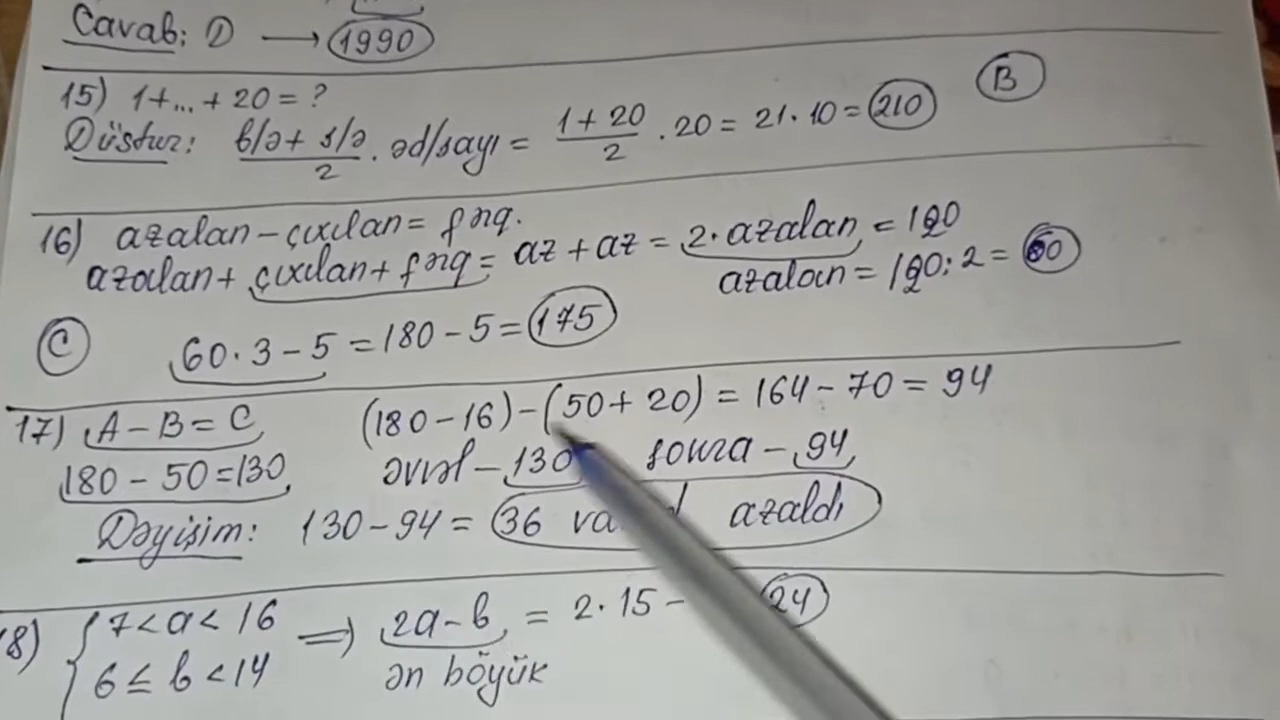 Cavab: D → 1990
15) 1+...+20=?
B
Düstur: b/ə+s/ə/2 · əd/sayı = 1+20/2 · 20 = 21·10 = 210
16) azalan-çıxılan= fərq.
azalan+çıxılan+fərq= az+az = 2·azalan = 120
azalan = 120:2 = 60
C 60·3-5=180-5=175
17) A-B=C (180-16)-(50+20)=164-70=94
180-50=130 əvvəl-130 sonra-94
Dəyişim: 130-94= 36 azaldı
18) 7<a<16 ⇒ 2a-b = 2·15- 24
6≤b<14 ən böyük